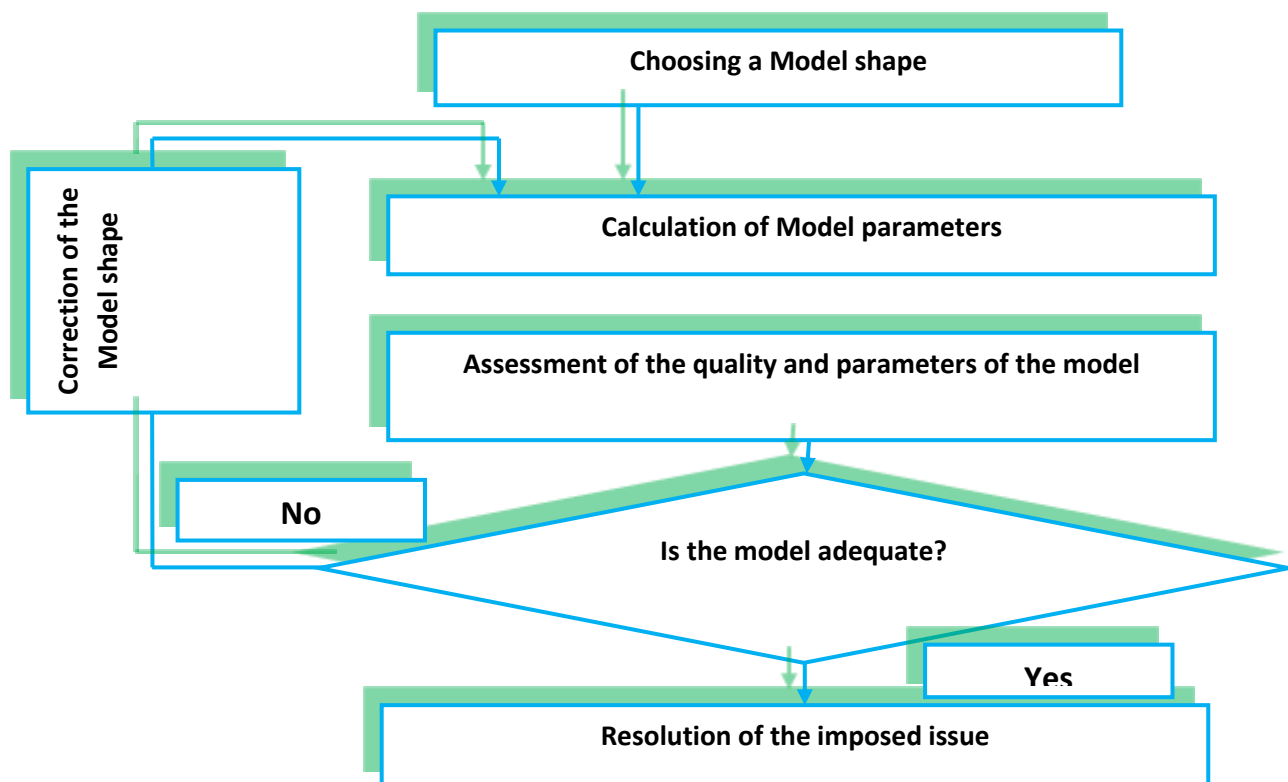 Choosing a Model shape
Calculation of Model parameters
Correction of the
Model shape
Assessment of the quality and parameters of the model
No
Is the model adequate?
Yes
Resolution of the imposed issue